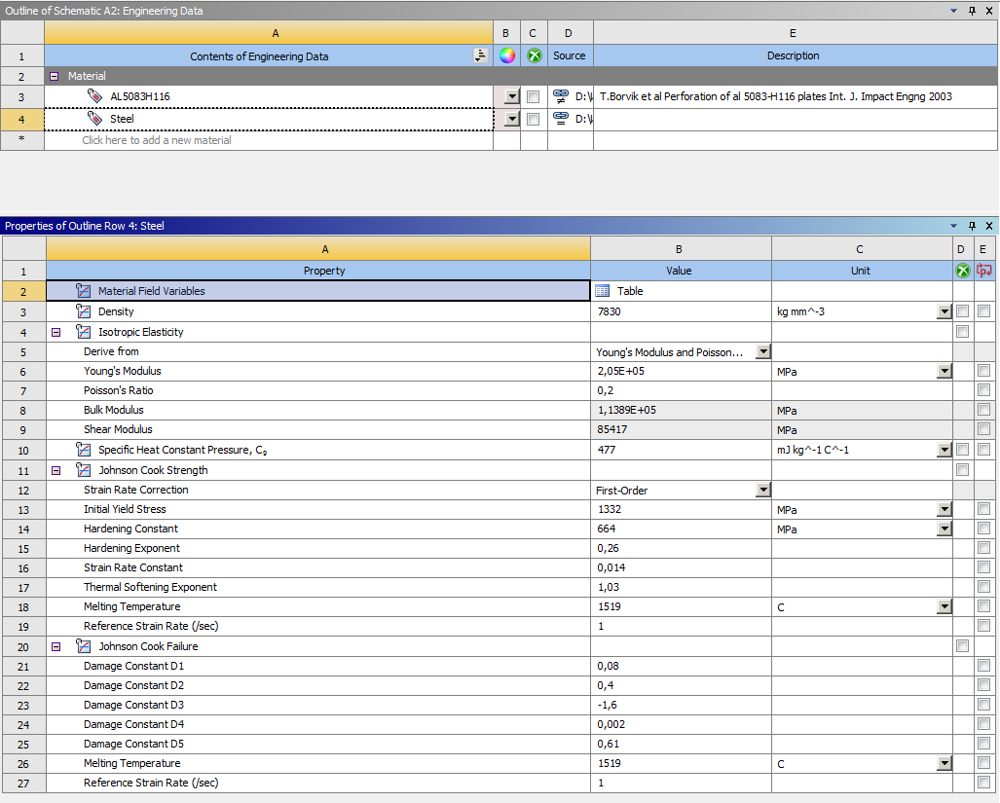 Outline of Schematic A2: Engineering Data
A B C D E
1 Contents of Engineering Data Source Description
2 Material
3 AL5083H116 D:\ T.Borvik et al Perforation of al 5083-H116 plates Int. J. Impact Engng 2003
4 Steel D:\
* Click here to add a new material
Properties of Outline Row 4: Steel
A B C D E
1 Property Value Unit
2 Material Field Variables Table
3 Density 7830 kg mm^-3
4 Isotropic Elasticity
5 Derive from Young's Modulus and Poisson...
6 Young's Modulus 2,05E+05 MPa
7 Poisson's Ratio 0,2
8 Bulk Modulus 1,1389E+05 MPa
9 Shear Modulus 85417 MPa
10 Specific Heat Constant Pressure, Cₚ 477 mJ kg^-1 C^-1
11 Johnson Cook Strength
12 Strain Rate Correction First-Order
13 Initial Yield Stress 1332 MPa
14 Hardening Constant 664 MPa
15 Hardening Exponent 0,26
16 Strain Rate Constant 0,014
17 Thermal Softening Exponent 1,03
18 Melting Temperature 1519 C
19 Reference Strain Rate (/sec) 1
20 Johnson Cook Failure
21 Damage Constant D1 0,08
22 Damage Constant D2 0,4
23 Damage Constant D3 -1,6
24 Damage Constant D4 0,002
25 Damage Constant D5 0,61
26 Melting Temperature 1519 C
27 Reference Strain Rate (/sec) 1